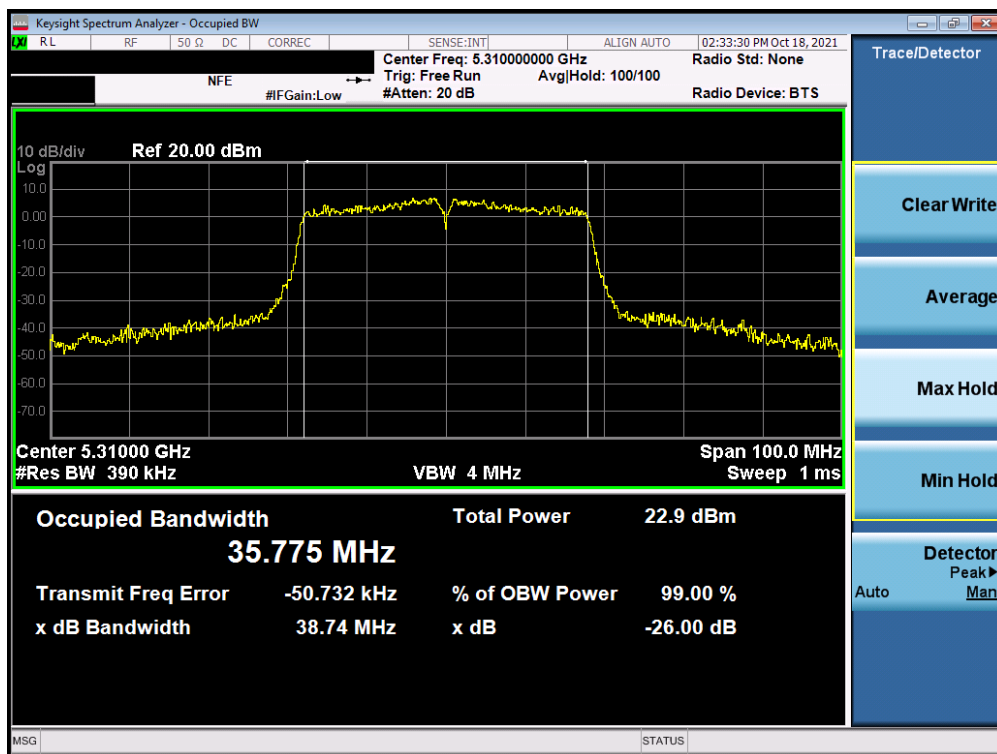 Keysight Spectrum Analyzer - Occupied BW
LXI RL RF 50 Ω DC CORREC SENSE:INT ALIGN AUTO 02:33:30 PM Oct 18, 2021
Center Freq: 5.310000000 GHz Radio Std: None
NFE Trig: Free Run Avg|Hold: 100/100
#IFGain:Low #Atten: 20 dB Radio Device: BTS
10 dB/div Ref 20.00 dBm
Log
10.0
0.00
-10.0
-20.0
-30.0
-40.0
-50.0
-60.0
-70.0
Center 5.31000 GHz Span 100.0 MHz
#Res BW 390 kHz VBW 4 MHz Sweep 1 ms
Occupied Bandwidth Total Power 22.9 dBm
35.775 MHz
Transmit Freq Error -50.732 kHz % of OBW Power 99.00 %
x dB Bandwidth 38.74 MHz x dB -26.00 dB
MSG STATUS
Trace/Detector
Clear Write
Average
Max Hold
Min Hold
Detector
Peak▶
Auto Man